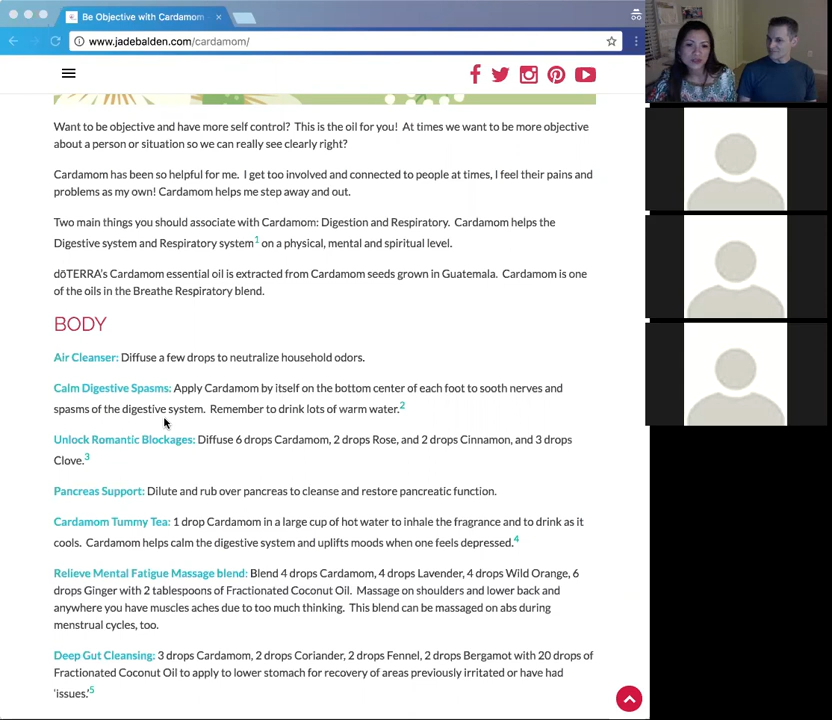 Be Objective with Cardamom
www.jadebalden.com/cardamom/
Want to be objective and have more self control?  This is the oil for you!  At times we want to be more objective
about a person or situation so we can really see clearly right?
Cardamom has been so helpful for me.  I get too involved and connected to people at times, I feel their pains and
problems as my own! Cardamom helps me step away and out.
Two main things you should associate with Cardamom: Digestion and Respiratory.  Cardamom helps the
Digestive system and Respiratory system1 on a physical, mental and spiritual level.
dōTERRA's Cardamom essential oil is extracted from Cardamom seeds grown in Guatemala.  Cardamom is one
of the oils in the Breathe Respiratory blend.
BODY
Air Cleanser: Diffuse a few drops to neutralize household odors.
Calm Digestive Spasms: Apply Cardamom by itself on the bottom center of each foot to sooth nerves and
spasms of the digestive system.  Remember to drink lots of warm water.2
Unlock Romantic Blockages: Diffuse 6 drops Cardamom, 2 drops Rose, and 2 drops Cinnamon, and 3 drops
Clove.3
Pancreas Support: Dilute and rub over pancreas to cleanse and restore pancreatic function.
Cardamom Tummy Tea: 1 drop Cardamom in a large cup of hot water to inhale the fragrance and to drink as it
cools.  Cardamom helps calm the digestive system and uplifts moods when one feels depressed.4
Relieve Mental Fatigue Massage blend: Blend 4 drops Cardamom, 4 drops Lavender, 4 drops Wild Orange, 6
drops Ginger with 2 tablespoons of Fractionated Coconut Oil.  Massage on shoulders and lower back and
anywhere you have muscles aches due to too much thinking.  This blend can be massaged on abs during
menstrual cycles, too.
Deep Gut Cleansing: 3 drops Cardamom, 2 drops Coriander, 2 drops Fennel, 2 drops Bergamot with 20 drops of
Fractionated Coconut Oil to apply to lower stomach for recovery of areas previously irritated or have had
'issues.'5